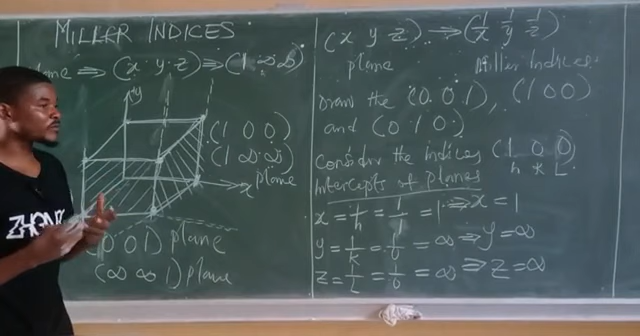 MILLER INDICES
plane ⇒ (x y z) ⇒ (1 ∞ ∞)
y
(1 0 0)
(1 ∞ ∞)
x plane
(0 0 1) plane
(∞ ∞ 1) plane
(x y z) → (1/x 1/y 1/z)
plane Miller Indices
Draw the (0 0 1), (1 0 0)
and (0 1 0)
Consider the indices (1 0 0)
h k L
Intercepts of planes
x = 1/h = 1/1 = 1 ⇒ x = 1
y = 1/k = 1/0 = ∞ ⇒ y = ∞
z = 1/L = 1/0 = ∞ ⇒ z = ∞